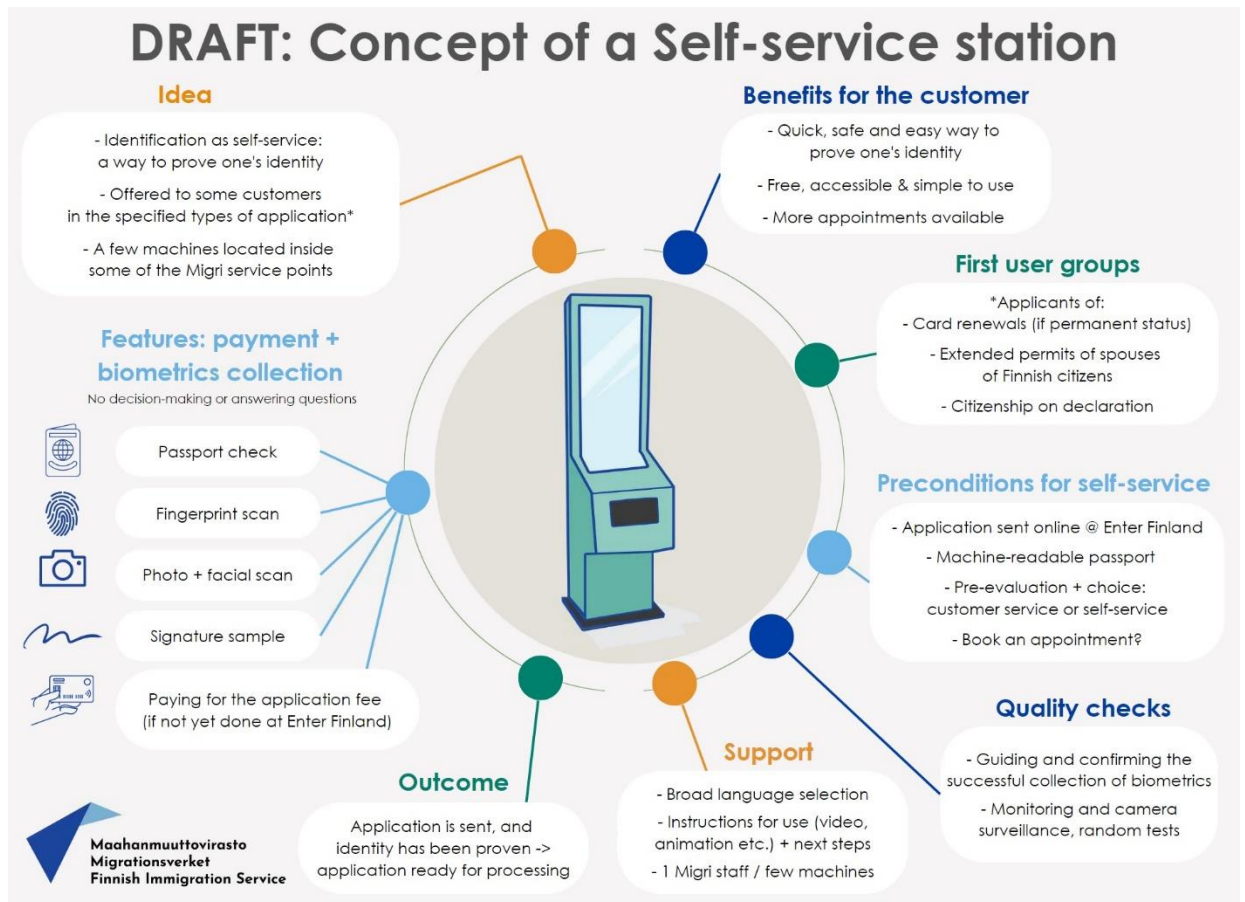 DRAFT: Concept of a Self-service station
Idea
- Identification as self-service:
a way to prove one's identity
- Offered to some customers
in the specified types of application*
- A few machines located inside
some of the Migri service points
Benefits for the customer
- Quick, safe and easy way to
prove one's identity
- Free, accessible & simple to use
- More appointments available
First user groups
*Applicants of:
- Card renewals (if permanent status)
- Extended permits of spouses
of Finnish citizens
- Citizenship on declaration
Features: payment +
biometrics collection
No decision-making or answering questions
Passport check
Fingerprint scan
Photo + facial scan
Signature sample
Paying for the application fee
(if not yet done at Enter Finland)
Preconditions for self-service
- Application sent online @ Enter Finland
- Machine-readable passport
- Pre-evaluation + choice:
customer service or self-service
- Book an appointment?
Quality checks
- Guiding and confirming the
successful collection of biometrics
- Monitoring and camera
surveillance, random tests
Support
- Broad language selection
- Instructions for use (video,
animation etc.) + next steps
- 1 Migri staff / few machines
Outcome
Application is sent, and
identity has been proven ->
application ready for processing
Maahanmuuttovirasto
Migrationsverket
Finnish Immigration Service